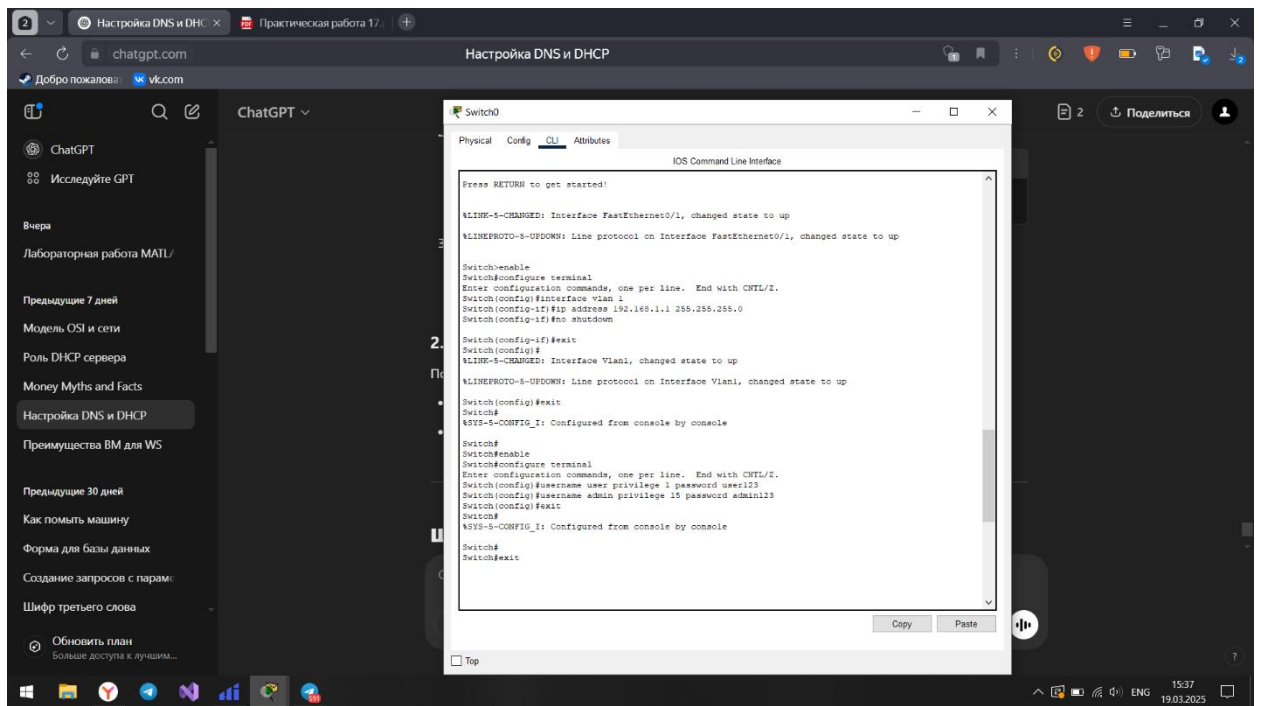 2
Настройка DNS и DHC
Практическая работа 17.
chatgpt.com
Настройка DNS и DHCP
Добро пожалова
vk.com
ChatGPT
2
Поделиться
ChatGPT
Исследуйте GPT
Вчера
Лабораторная работа MATL
Предыдущие 7 дней
Модель OSI и сети
Роль DHCP сервера
Money Myths and Facts
Настройка DNS и DHCP
Преимущества ВМ для WS
Предыдущие 30 дней
Как помыть машину
Форма для базы данных
Создание запросов с парам
Шифр третьего слова
Обновить план
Больше доступа к лучшим...
2.
Switch0
Physical Config CLI Attributes
IOS Command Line Interface
Press RETURN to get started!
%LINK-5-CHANGED: Interface FastEthernet0/1, changed state to up
%LINEPROTO-5-UPDOWN: Line protocol on Interface FastEthernet0/1, changed state to up
Switch>enable
Switch#configure terminal
Enter configuration commands, one per line. End with CNTL/Z.
Switch(config)#interface vlan 1
Switch(config-if)#ip address 192.168.1.1 255.255.255.0
Switch(config-if)#no shutdown
Switch(config-if)#exit
Switch(config)#
%LINK-5-CHANGED: Interface Vlan1, changed state to up
%LINEPROTO-5-UPDOWN: Line protocol on Interface Vlan1, changed state to up
Switch(config)#exit
Switch#
%SYS-5-CONFIG_I: Configured from console by console
Switch#
Switch#enable
Switch#configure terminal
Enter configuration commands, one per line. End with CNTL/Z.
Switch(config)#username user privilege 1 password user123
Switch(config)#username admin privilege 15 password admin123
Switch(config)#exit
Switch#
%SYS-5-CONFIG_I: Configured from console by console
Switch#
Switch#exit
Copy Paste
Top
?
591
ENG
15:37
19.03.2025